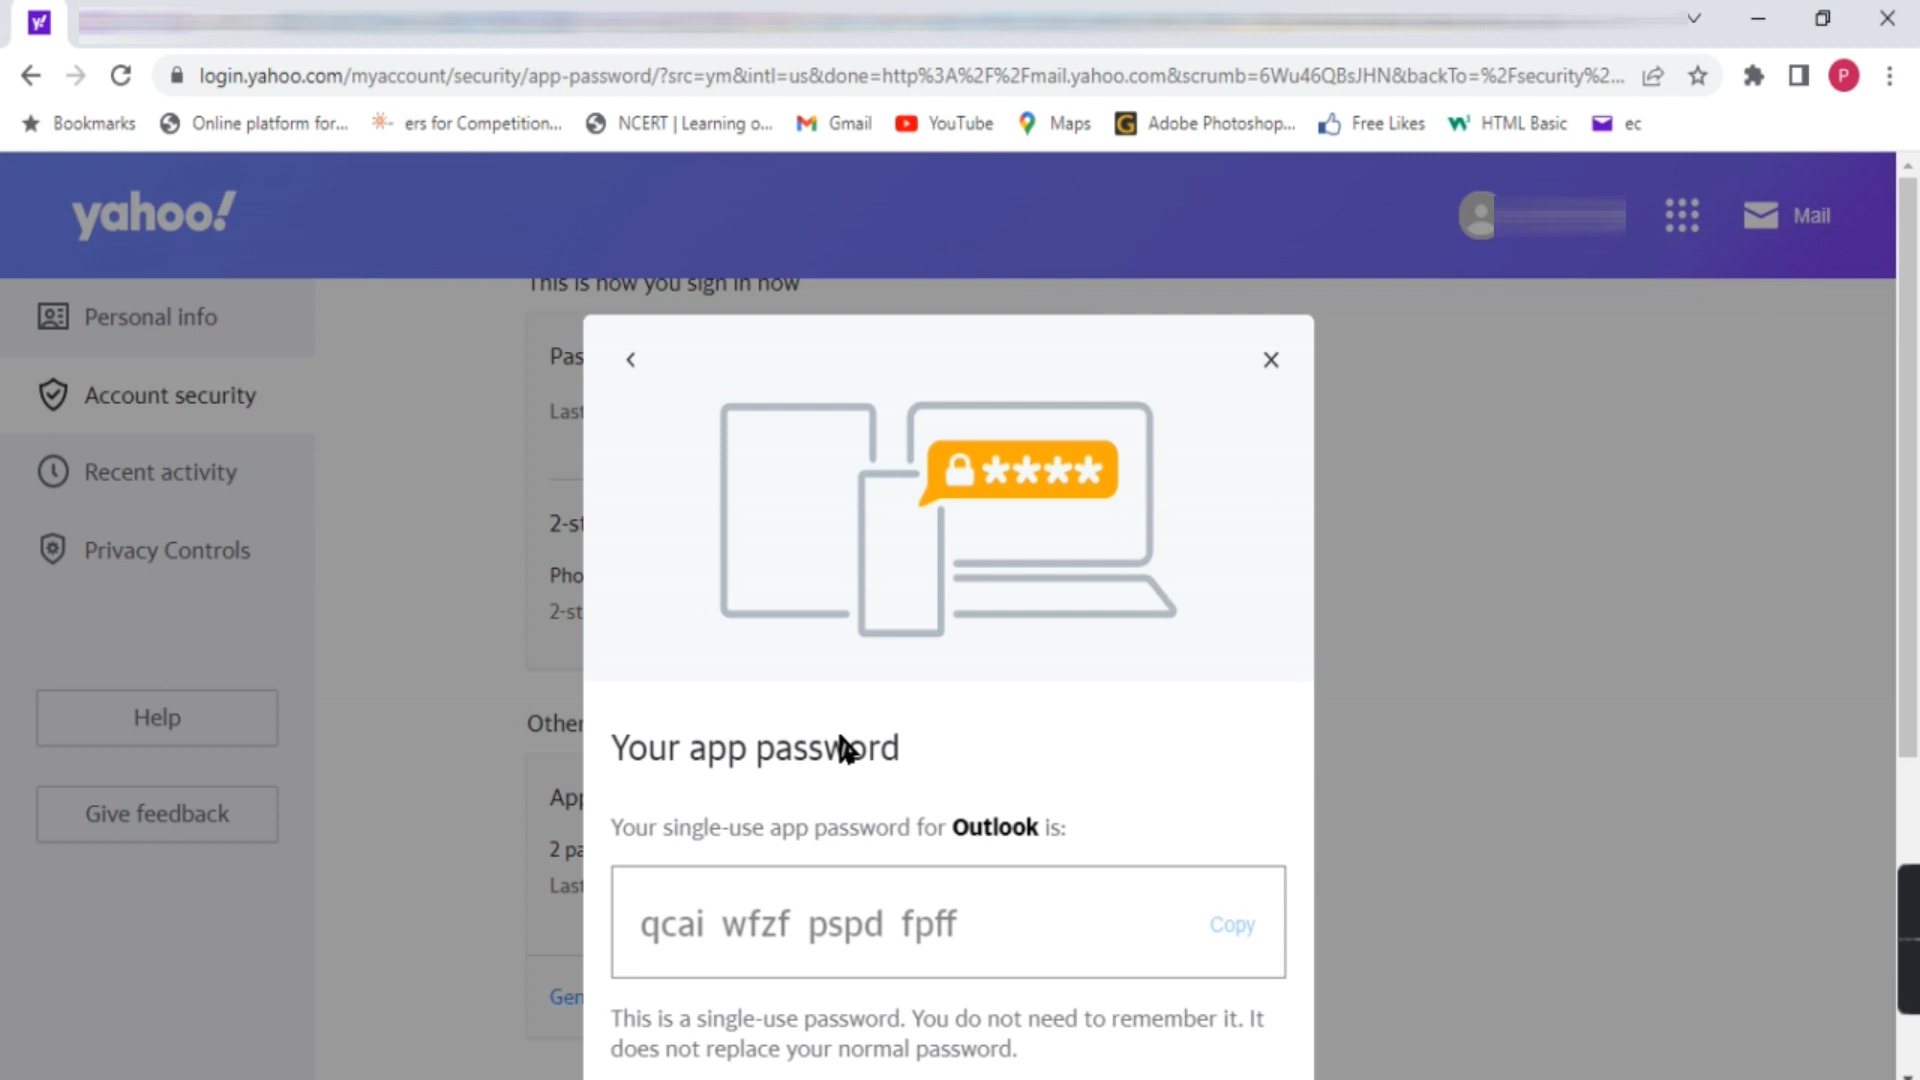 y!
login.yahoo.com/myaccount/security/app-password/?src=ym&intl=us&done=http%3A%2F%2Fmail.yahoo.com&scrumb=6Wu46QBsJHN&backTo=%2Fsecurity%2...
P
Bookmarks Online platform for... ers for Competition... NCERT | Learning o... Gmail YouTube Maps Adobe Photoshop... Free Likes HTML Basic ec
yahoo!
Mail
This is how you sign in now
Personal info
Account security
Recent activity
Privacy Controls
Help
Give feedback
Pas
Last
2-st
Pho
2-st
Other
App
2 pa
Last
Gen
****
Your app password
Your single-use app password for Outlook is:
qcai wfzf pspd fpff
Copy
This is a single-use password. You do not need to remember it. It
does not replace your normal password.